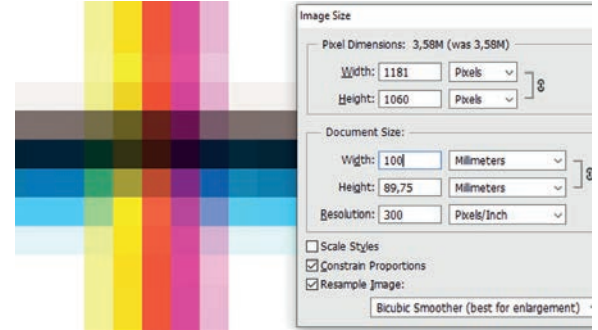 Image Size
Pixel Dimensions: 3,58M (was 3,58M)
Width: 1181 Pixels
Height: 1060 Pixels
Document Size:
Width: 100 Millimeters
Height: 89,75 Millimeters
Resolution: 300 Pixels/Inch
Scale Styles
Constrain Proportions
Resample Image:
Bicubic Smoother (best for enlargement)